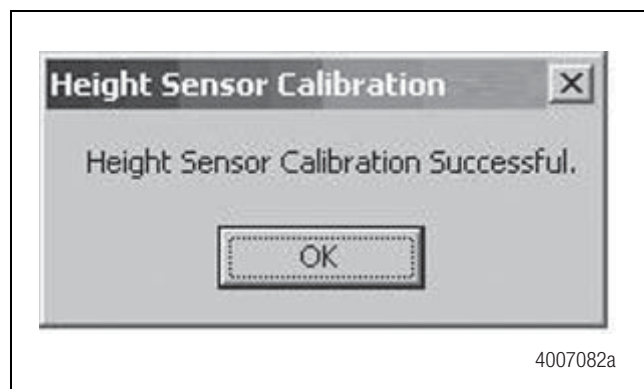 Height Sensor Calibration
Height Sensor Calibration Successful.
OK
4007082a